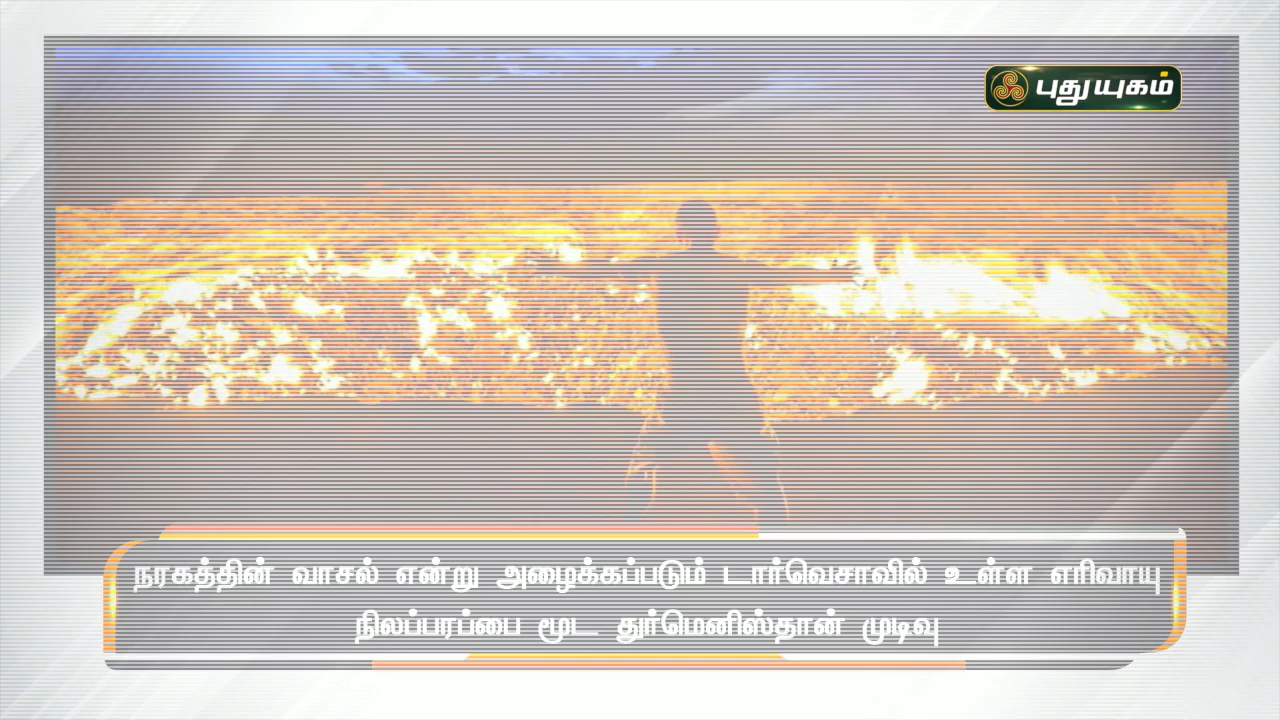 புதுயுகம்
நரகத்தின் வாசல் என்று அழைக்கப்படும் டார்வெசாவில் உள்ள எரிவாயு
நிலப்பரப்பை மூட துர்மெனிஸ்தான் முடிவு